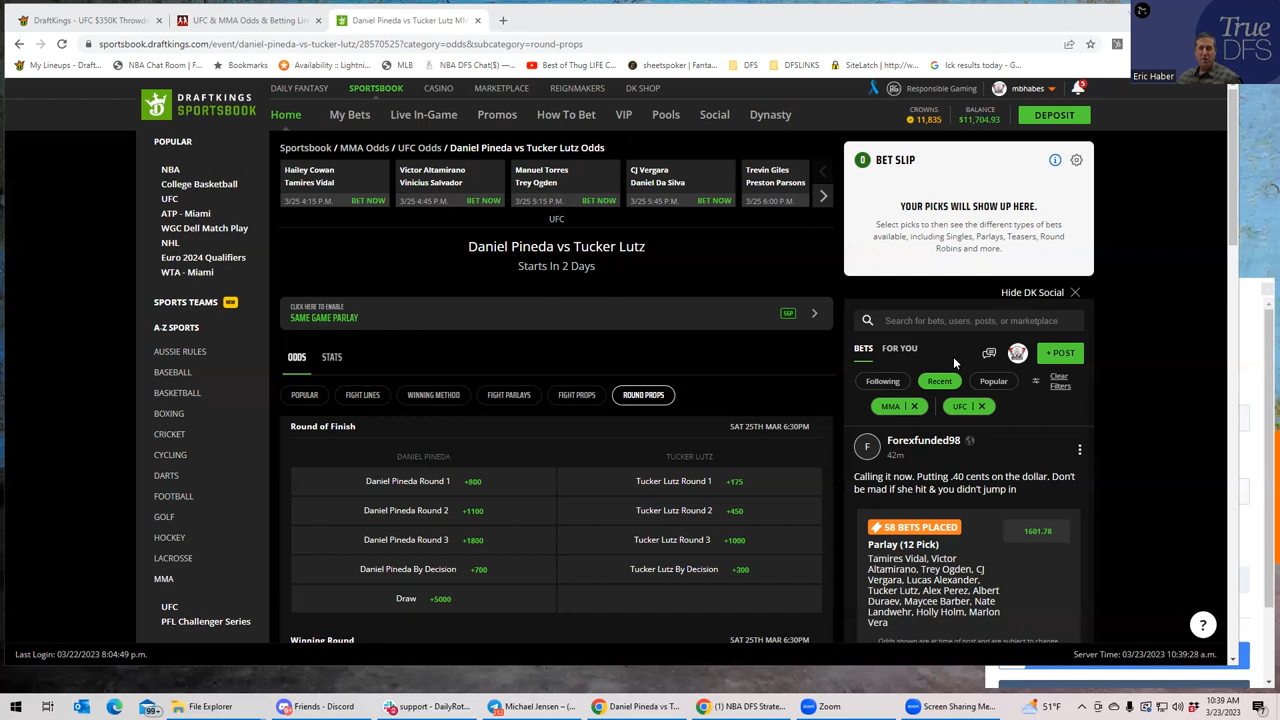 DraftKings - UFC $350K Throwd
UFC & MMA Odds & Betting Lin
Daniel Pineda vs Tucker Lutz MM
sportsbook.draftkings.com/event/daniel-pineda-vs-tucker-lutz/28570525?category=odds&subcategory=round-props
My Lineups - Draft...
NBA Chat Room | F...
Bookmarks
Availability :: Lightni...
MLB
NBA DFS Chat($) —...
Best of Thug LIFE C...
sheetspoker | Fanta...
DFS
DFSLINKS
SiteLatch | http://w...
lck results today - G...
True
DFS
Eric Haber
DRAFTKINGS
SPORTSBOOK
DAILY FANTASY
SPORTSBOOK
CASINO
MARKETPLACE
REIGNMAKERS
DK SHOP
Responsible Gaming
mbhabes
5
Home
My Bets
Live In-Game
Promos
How To Bet
VIP
Pools
Social
Dynasty
CROWNS
11,835
BALANCE
$11,704.93
DEPOSIT
POPULAR
NBA
College Basketball
UFC
ATP - Miami
WGC Dell Match Play
NHL
Euro 2024 Qualifiers
WTA - Miami
SPORTS TEAMS
NEW
A-Z SPORTS
AUSSIE RULES
BASEBALL
BASKETBALL
BOXING
CRICKET
CYCLING
DARTS
FOOTBALL
GOLF
HOCKEY
LACROSSE
MMA
UFC
PFL Challenger Series
Sportsbook / MMA Odds / UFC Odds / Daniel Pineda vs Tucker Lutz Odds
Hailey Cowan
Tamires Vidal
3/25 4:15 P.M.
BET NOW
Victor Altamirano
Vinicius Salvador
3/25 4:45 P.M.
BET NOW
Manuel Torres
Trey Ogden
3/25 5:15 P.M.
BET NOW
CJ Vergara
Daniel Da Silva
3/25 5:45 P.M.
BET NOW
Trevin Giles
Preston Parsons
3/25 6:00 P.M.
BET NOW
UFC
Daniel Pineda vs Tucker Lutz
Starts In 2 Days
CLICK HERE TO ENABLE
SAME GAME PARLAY
SGP
ODDS
STATS
POPULAR
FIGHT LINES
WINNING METHOD
FIGHT PARLAYS
FIGHT PROPS
ROUND PROPS
Round of Finish
SAT 25TH MAR 6:30PM
DANIEL PINEDA
TUCKER LUTZ
Daniel Pineda Round 1 +800
Tucker Lutz Round 1 +175
Daniel Pineda Round 2 +1100
Tucker Lutz Round 2 +450
Daniel Pineda Round 3 +1800
Tucker Lutz Round 3 +1000
Daniel Pineda By Decision +700
Tucker Lutz By Decision +300
Draw +5000
Winning Round
SAT 25TH MAR 6:30PM
0
BET SLIP
YOUR PICKS WILL SHOW UP HERE.
Select picks to then see the different types of bets
available, including Singles, Parlays, Teasers, Round
Robins and more.
Hide DK Social
Search for bets, users, posts, or marketplace
BETS
FOR YOU
+ POST
Following
Recent
Popular
Clear
Filters
MMA
UFC
F
Forexfunded98
42m
Calling it now. Putting .40 cents on the dollar. Don't
be mad if she hit & you didn't jump in
58 BETS PLACED
1601.78
Parlay (12 Pick)
Tamires Vidal, Victor
Altamirano, Trey Ogden, CJ
Vergara, Lucas Alexander,
Tucker Lutz, Alex Perez, Albert
Duraev, Maycee Barber, Nate
Landwehr, Holly Holm, Marlon
Vera
Odds shown are at time of post and are subject to change
?
Last Login: 03/22/2023 8:04:49 p.m.
Server Time: 03/23/2023 10:39:28 a.m.
99+
File Explorer
Friends - Discord
support - DailyRot...
Michael Jensen – (...
Daniel Pineda vs T...
(1) NBA DFS Strate...
Zoom
Screen Sharing Me...
51°F
10:39 AM
3/23/2023
7